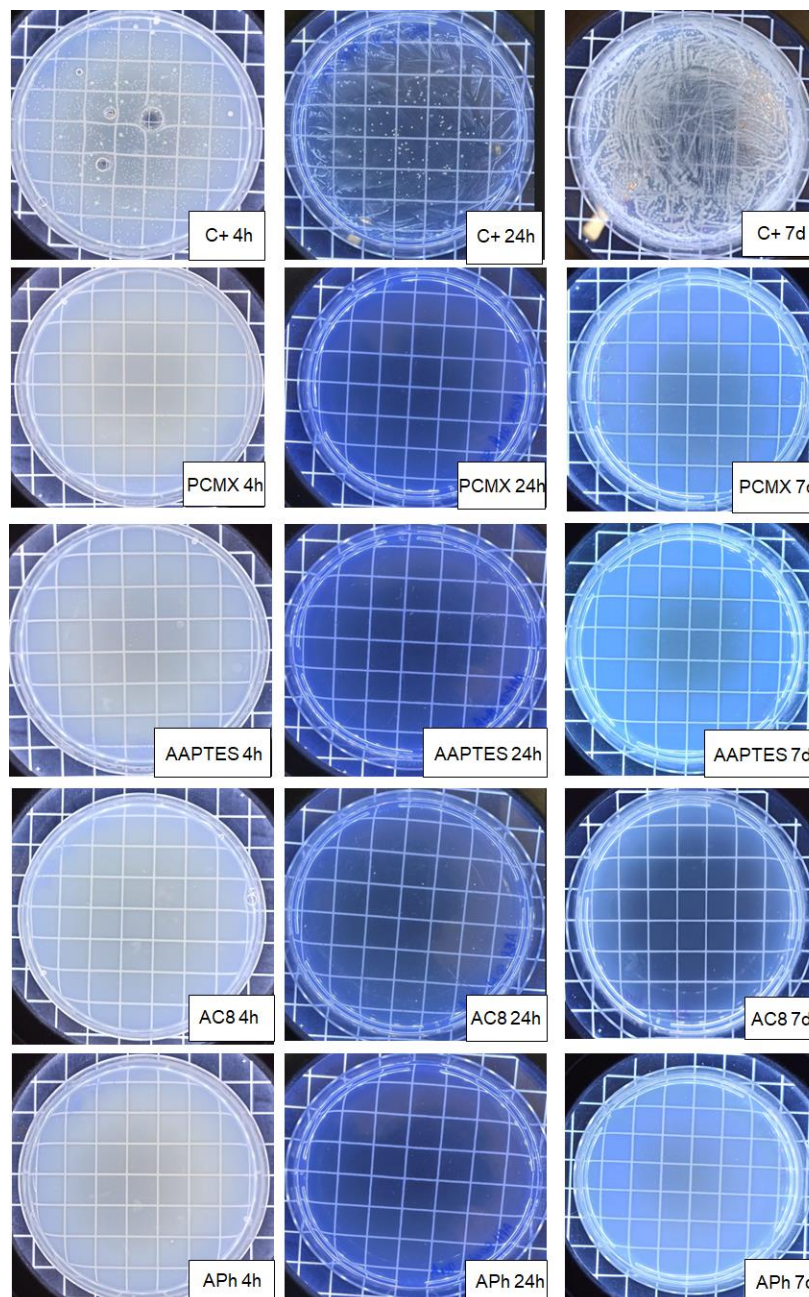 C+ 4h
C+ 24h
C+ 7d
PCMX 4h
PCMX 24h
PCMX 7d
AAPTES 4h
AAPTES 24h
AAPTES 7d
AC8 4h
AC8 24h
AC8 7d
APh 4h
APh 24h
APh 7d